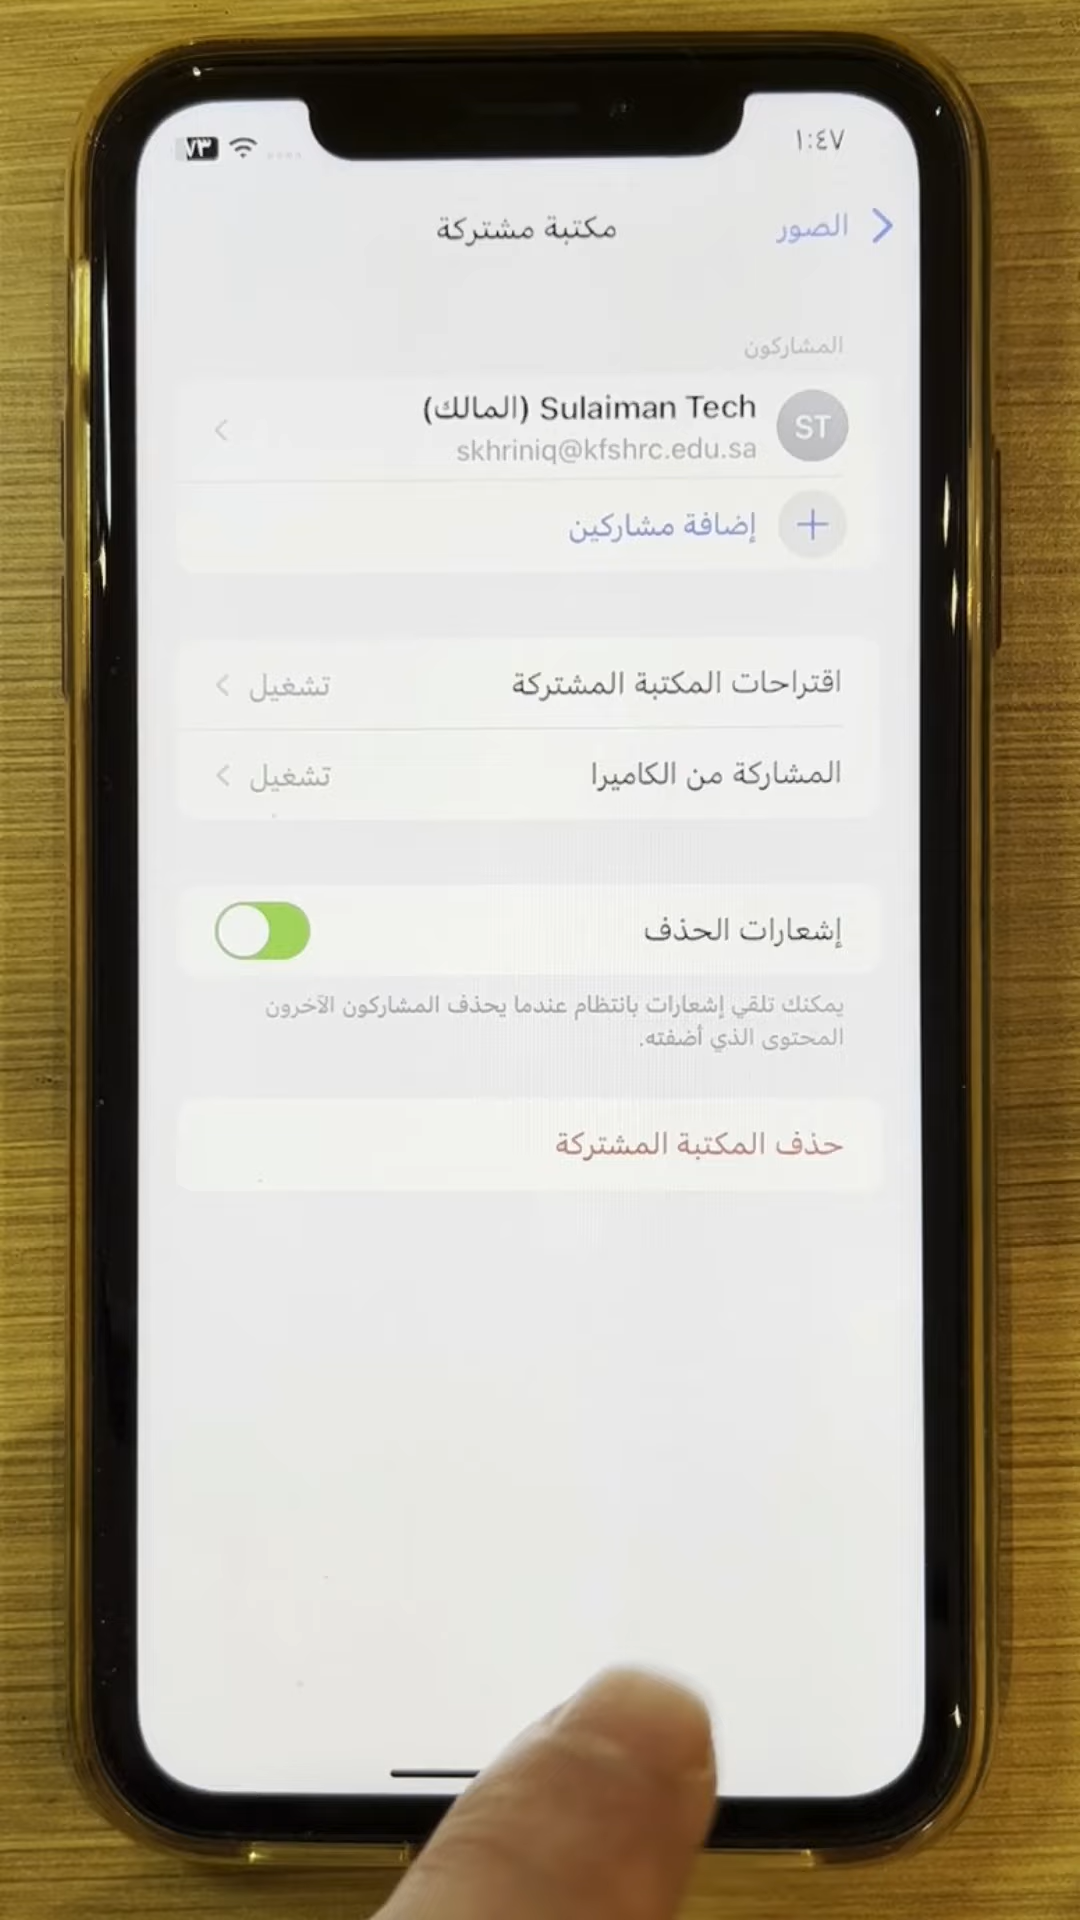 ١:٤٧
٧٣
الصور
مكتبة مشتركة
المشاركون
ST
Sulaiman Tech (المالك)
skhriniq@kfshrc.edu.sa
إضافة مشاركين
اقتراحات المكتبة المشتركة تشغيل
المشاركة من الكاميرا تشغيل
إشعارات الحذف
يمكنك تلقي إشعارات بانتظام عندما يحذف المشاركون الآخرون
المحتوى الذي أضفته.
حذف المكتبة المشتركة